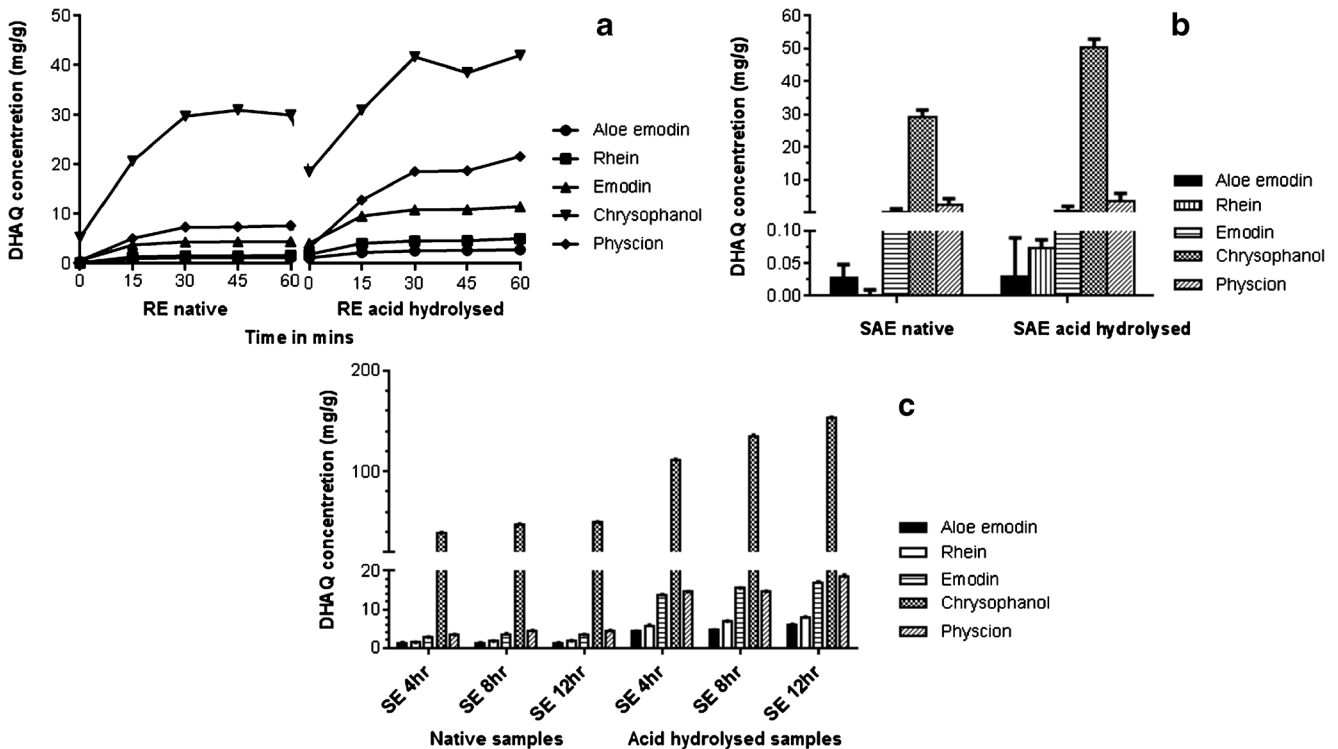 a
DHAQ concentretion (mg/g)
50
40
30
20
10
0
0 15 30 45 60 0 15 30 45 60
RE native RE acid hydrolysed
Time in mins
Aloe emodin
Rhein
Emodin
Chrysophanol
Physcion
b
DHAQ concentretion (mg/g)
60
50
40
30
20
10
0.10
0.05
0.00
SAE native SAE acid hydrolysed
Aloe emodin
Rhein
Emodin
Chrysophanol
Physcion
c
DHAQ concentretion (mg/g)
200
100
20
10
0
SE 4hr SE 8hr SE 12hr SE 4hr SE 8hr SE 12hr
Native samples Acid hydrolysed samples
Aloe emodin
Rhein
Emodin
Chrysophanol
Physcion